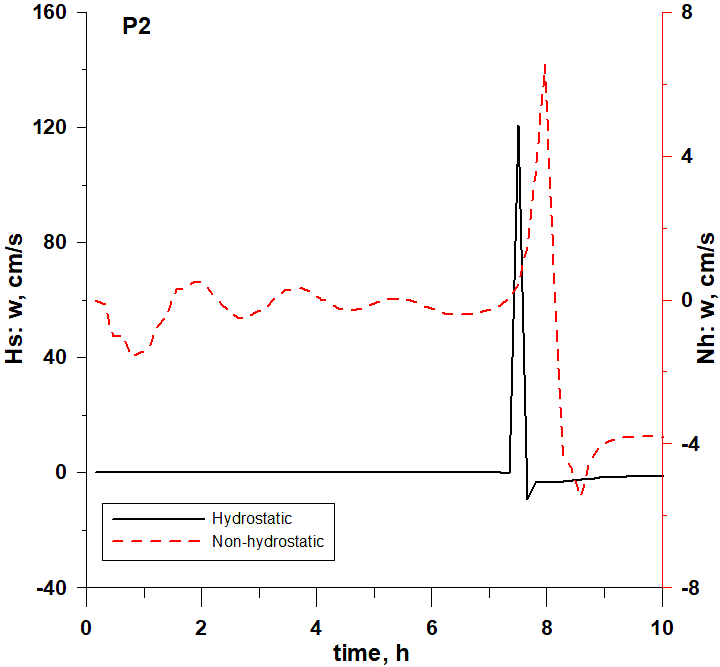 P2
160
120
80
40
0
-40
Hs: w, cm/s
8
4
0
-4
-8
Nh: w, cm/s
Hydrostatic
Non-hydrostatic
0 2 4 6 8 10
time, h